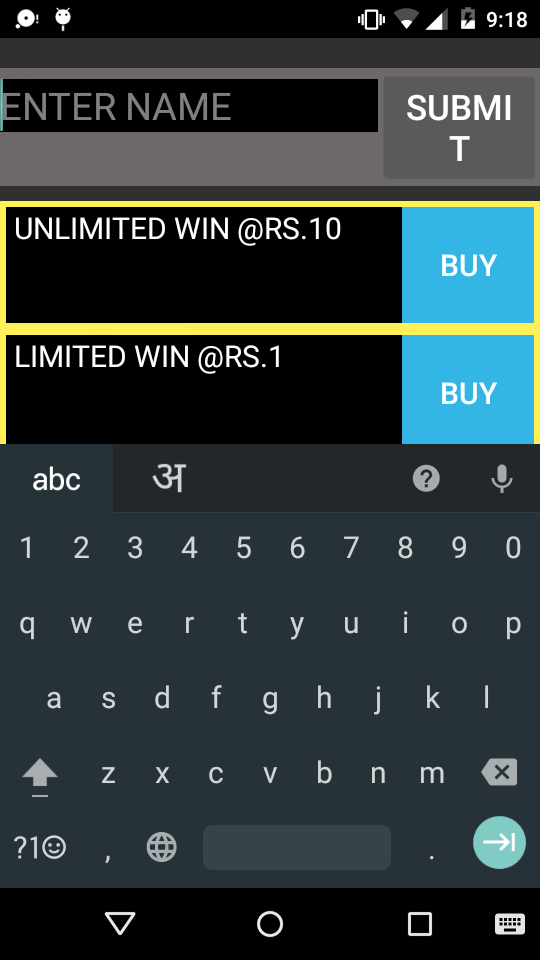 9:18
ENTER NAME
SUBMI
T
UNLIMITED WIN @RS.10
BUY
LIMITED WIN @RS.1
BUY
abc अ ?
1 2 3 4 5 6 7 8 9 0
q w e r t y u i o p
a s d f g h j k l
z x c v b n m
?1 , .